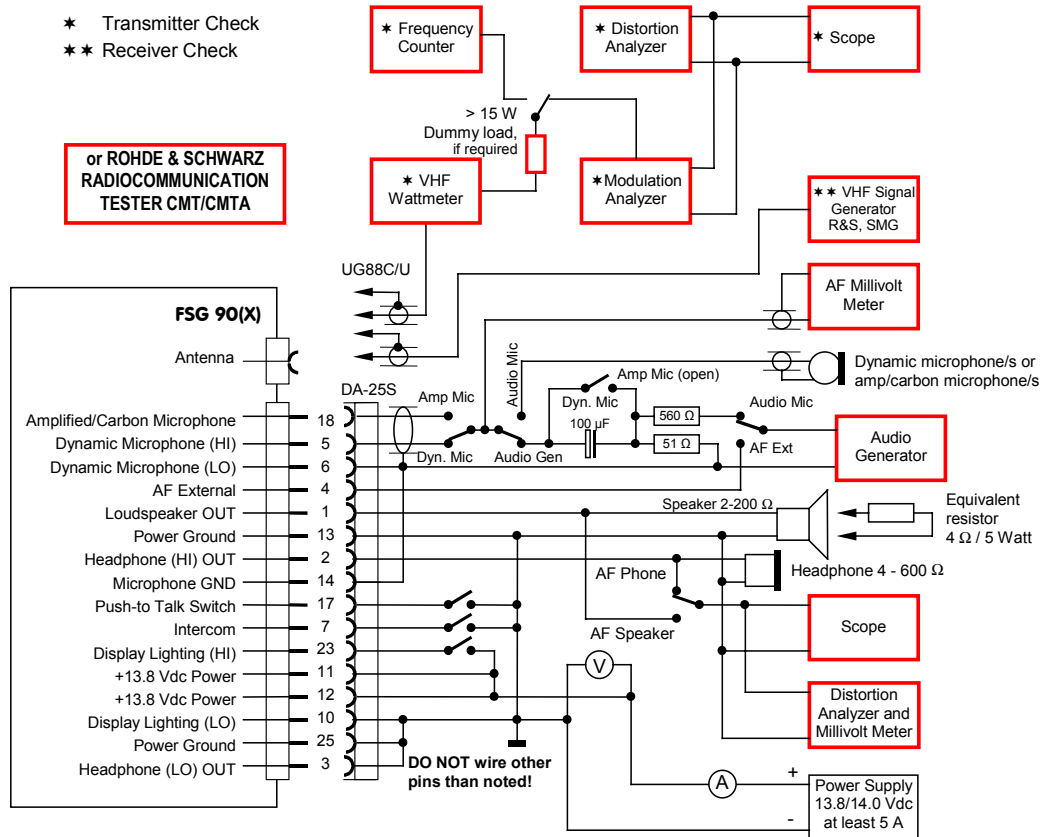 ✶ Transmitter Check
✶✶ Receiver Check
or ROHDE & SCHWARZ
RADIOCOMMUNICATION
TESTER CMT/CMTA
✶ Frequency
Counter
✶ Distortion
Analyzer
✶ Scope
> 15 W
Dummy load,
if required
✶ VHF
Wattmeter
✶Modulation
Analyzer
✶✶ VHF Signal
Generator
R&S, SMG
UG88C/U
AF Millivolt
Meter
FSG 90(X)
Antenna
DA-25S
Dynamic microphone/s or
amp/carbon microphone/s
Amp Mic
Audio Mic
Amp Mic (open)
Dyn. Mic
100 µF
560 Ω
51 Ω
Audio Mic
AF Ext
Dyn. Mic
Audio Gen
Audio
Generator
Amplified/Carbon Microphone 18
Dynamic Microphone (HI) 5
Dynamic Microphone (LO) 6
AF External 4
Loudspeaker OUT 1
Power Ground 13
Headphone (HI) OUT 2
Microphone GND 14
Push-to Talk Switch 17
Intercom 7
Display Lighting (HI) 23
+13.8 Vdc Power 11
+13.8 Vdc Power 12
Display Lighting (LO) 10
Power Ground 25
Headphone (LO) OUT 3
Speaker 2-200 Ω
Equivalent
resistor
4 Ω / 5 Watt
Headphone 4 - 600 Ω
AF Phone
AF Speaker
Scope
V
Distortion
Analyzer and
Millivolt Meter
DO NOT wire other
pins than noted!
A
+
-
Power Supply
13.8/14.0 Vdc
at least 5 A